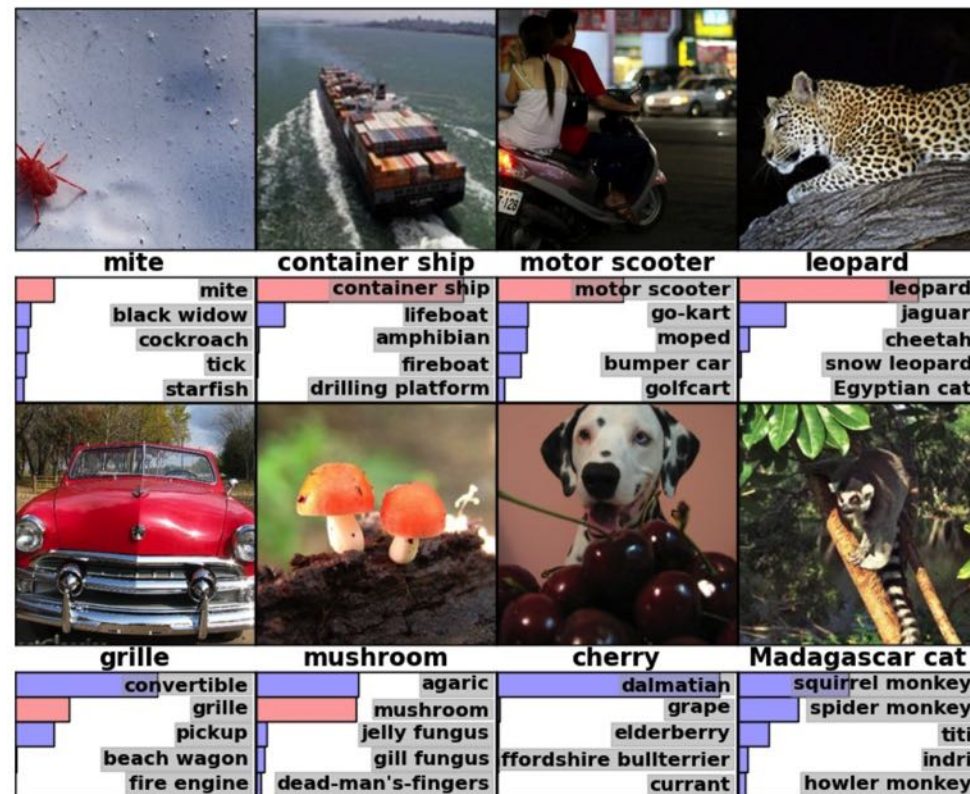 mite
container ship
motor scooter
leopard
mite
black widow
cockroach
tick
starfish
container ship
lifeboat
amphibian
fireboat
drilling platform
motor scooter
go-kart
moped
bumper car
golfcart
leopard
jaguar
cheetah
snow leopard
Egyptian cat
grille
mushroom
cherry
Madagascar cat
convertible
grille
pickup
beach wagon
fire engine
agaric
mushroom
jelly fungus
gill fungus
dead-man's-fingers
dalmatian
grape
elderberry
ffordshire bullterrier
currant
squirrel monkey
spider monkey
titi
indri
howler monkey